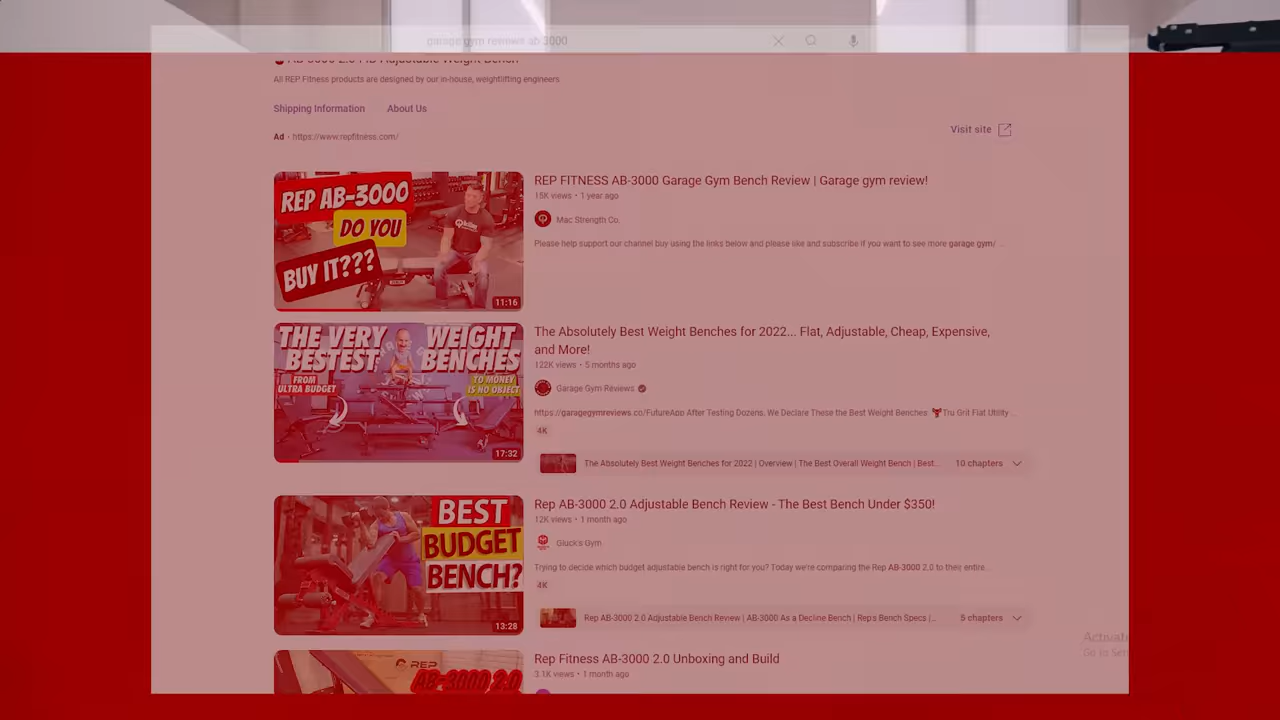 garage gym reviews ab 3000
AB-3000 2.0 FID Adjustable Weight Bench
All REP Fitness products are designed by our in-house, weightlifting engineers
Shipping Information About Us
Visit site
Ad · https://www.repfitness.com/
REP AB-3000
DO YOU
BUY IT???
11:16
REP FITNESS AB-3000 Garage Gym Bench Review | Garage gym review!
15K views • 1 year ago
Mac Strength Co.
Please help support our channel buy using the links below and please like and subscribe if you want to see more garage gym/ ...
THE VERY BESTEST
WEIGHT BENCHES
FROM
ULTRA BUDGET
TO MONEY
IS NO OBJECT
17:32
The Absolutely Best Weight Benches for 2022... Flat, Adjustable, Cheap, Expensive,
and More!
122K views • 5 months ago
Garage Gym Reviews
https://garagegymreviews.co/FutureApp After Testing Dozens, We Declare These the Best Weight Benches Tru Grit Flat Utility ...
4K
The Absolutely Best Weight Benches for 2022 | Overview | The Best Overall Weight Bench | Best...
10 chapters
BEST
BUDGET
BENCH?
13:28
Rep AB-3000 2.0 Adjustable Bench Review - The Best Bench Under $350!
12K views • 1 month ago
Gluck's Gym
Trying to decide which budget adjustable bench is right for you? Today we're comparing the Rep AB-3000 2.0 to their entire...
4K
Rep AB-3000 2.0 Adjustable Bench Review | AB-3000 As a Decline Bench | Rep's Bench Specs |...
5 chapters
Activat
Go to Set
REP
AB-3000 2.0
Rep Fitness AB-3000 2.0 Unboxing and Build
3.1K views • 1 month ago